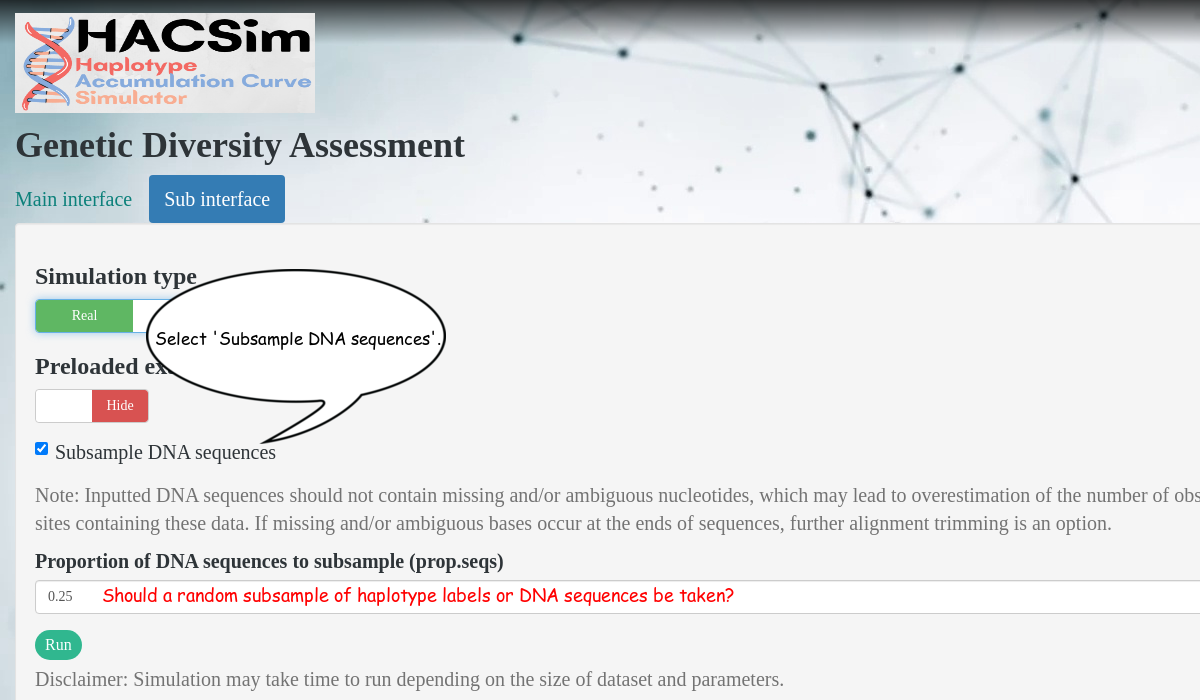 HACSim
Haplotype
Accumulation Curve
Simulator
Genetic Diversity Assessment
Main interface
Sub interface
Simulation type
Real
Select 'Subsample DNA sequences'.
Preloaded ex
Hide
Subsample DNA sequences
Note: Inputted DNA sequences should not contain missing and/or ambiguous nucleotides, which may lead to overestimation of the number of obs
sites containing these data. If missing and/or ambiguous bases occur at the ends of sequences, further alignment trimming is an option.
Proportion of DNA sequences to subsample (prop.seqs)
0.25
Should a random subsample of haplotype labels or DNA sequences be taken?
Run
Disclaimer: Simulation may take time to run depending on the size of dataset and parameters.